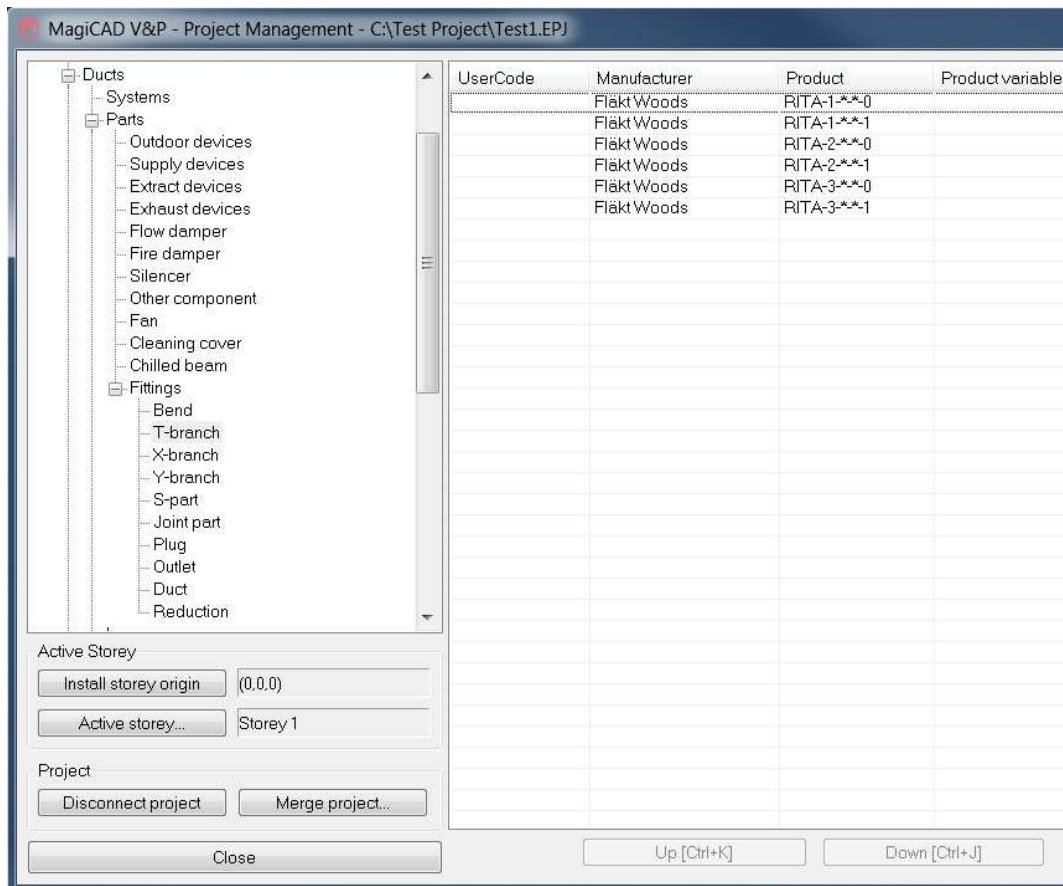 MagiCAD V&P - Project Management - C:\Test Project\Test1.EPJ
Ducts
Systems
Parts
Outdoor devices
Supply devices
Extract devices
Exhaust devices
Flow damper
Fire damper
Silencer
Other component
Fan
Cleaning cover
Chilled beam
Fittings
Bend
T-branch
X-branch
Y-branch
S-part
Joint part
Plug
Outlet
Duct
Reduction
Active Storey
Install storey origin (0,0,0)
Active storey... Storey 1
Project
Disconnect project Merge project...
Close
UserCode Manufacturer Product Product variable
Fläkt Woods RITA-1-*-*-0
Fläkt Woods RITA-1-*-*-1
Fläkt Woods RITA-2-*-*-0
Fläkt Woods RITA-2-*-*-1
Fläkt Woods RITA-3-*-*-0
Fläkt Woods RITA-3-*-*-1
Up [Ctrl+K] Down [Ctrl+J]